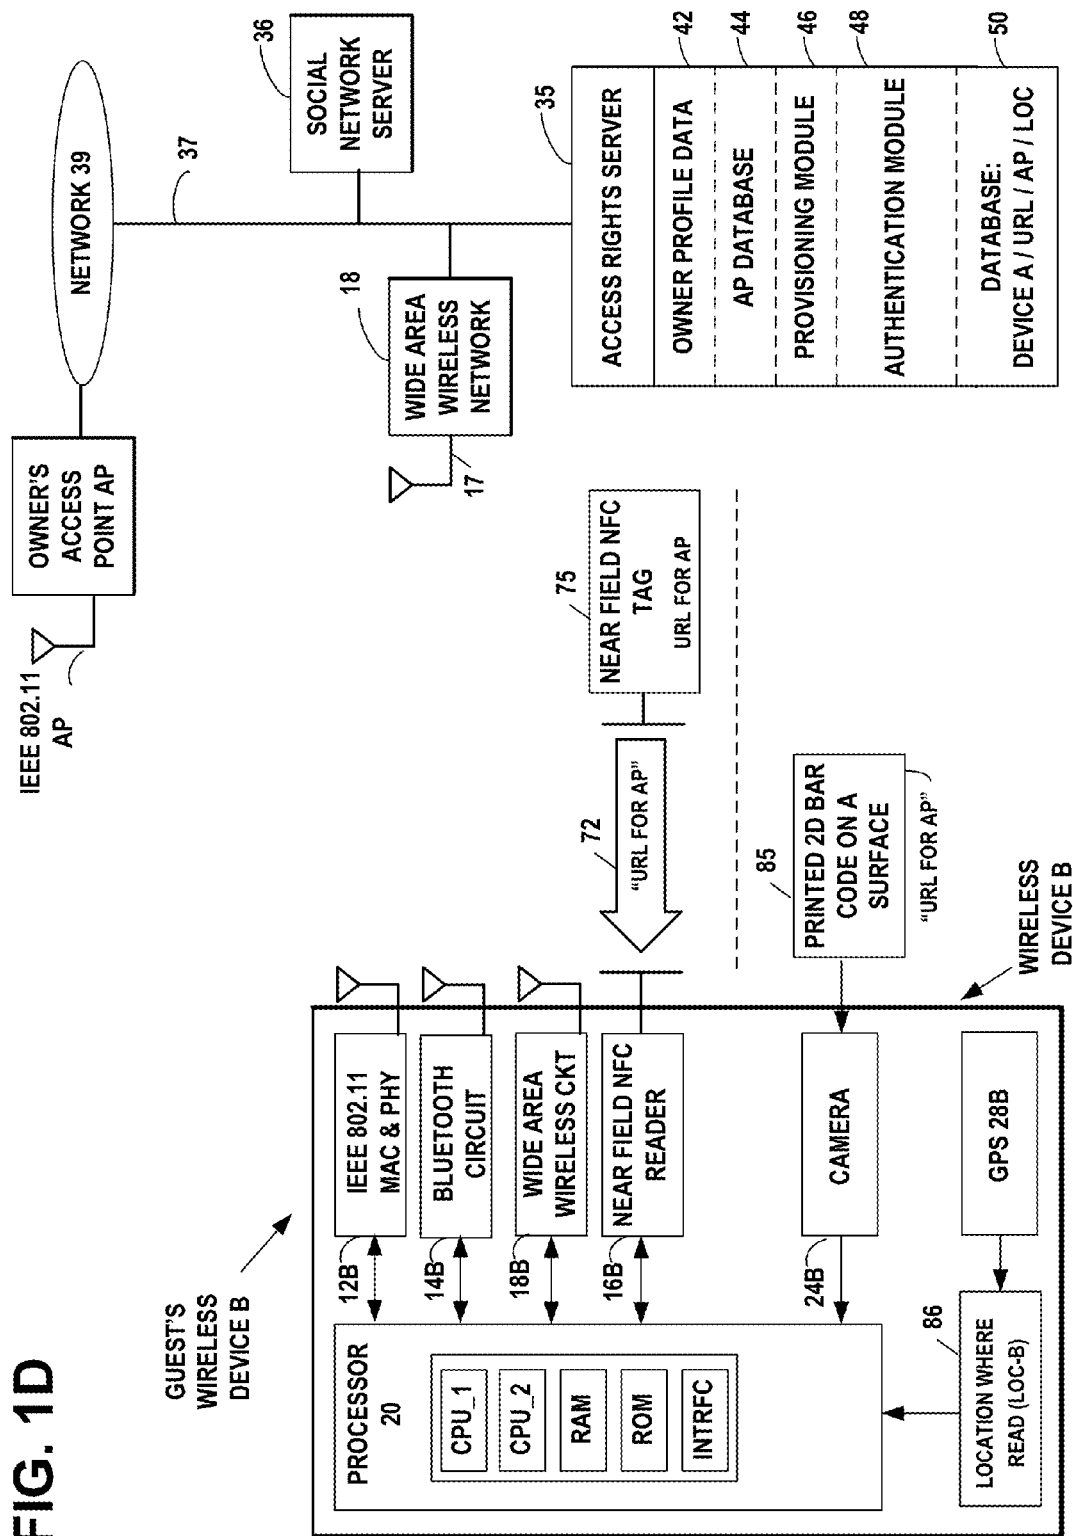 FIG. 1D
GUEST'S
WIRELESS
DEVICE B
PROCESSOR
20
CPU_1
CPU_2
RAM
ROM
INTRFC
12B
14B
18B
16B
24B
IEEE 802.11
MAC & PHY
BLUETOOTH
CIRCUIT
WIDE AREA
WIRELESS CKT
NEAR FIELD NFC
READER
CAMERA
GPS 28B
86
LOCATION WHERE
READ (LOC-B)
WIRELESS
DEVICE B
72
"URL FOR AP"
75
NEAR FIELD NFC
TAG
URL FOR AP
85
PRINTED 2D BAR
CODE ON A
SURFACE
"URL FOR AP"
IEEE 802.11
AP
OWNER'S
ACCESS
POINT AP
NETWORK 39
37
36
SOCIAL
NETWORK
SERVER
18
WIDE AREA
WIRELESS
NETWORK
17
35
ACCESS RIGHTS SERVER
OWNER PROFILE DATA
42
AP DATABASE
44
PROVISIONING MODULE
46
AUTHENTICATION MODULE
48
DATABASE:
DEVICE A / URL / AP / LOC
50